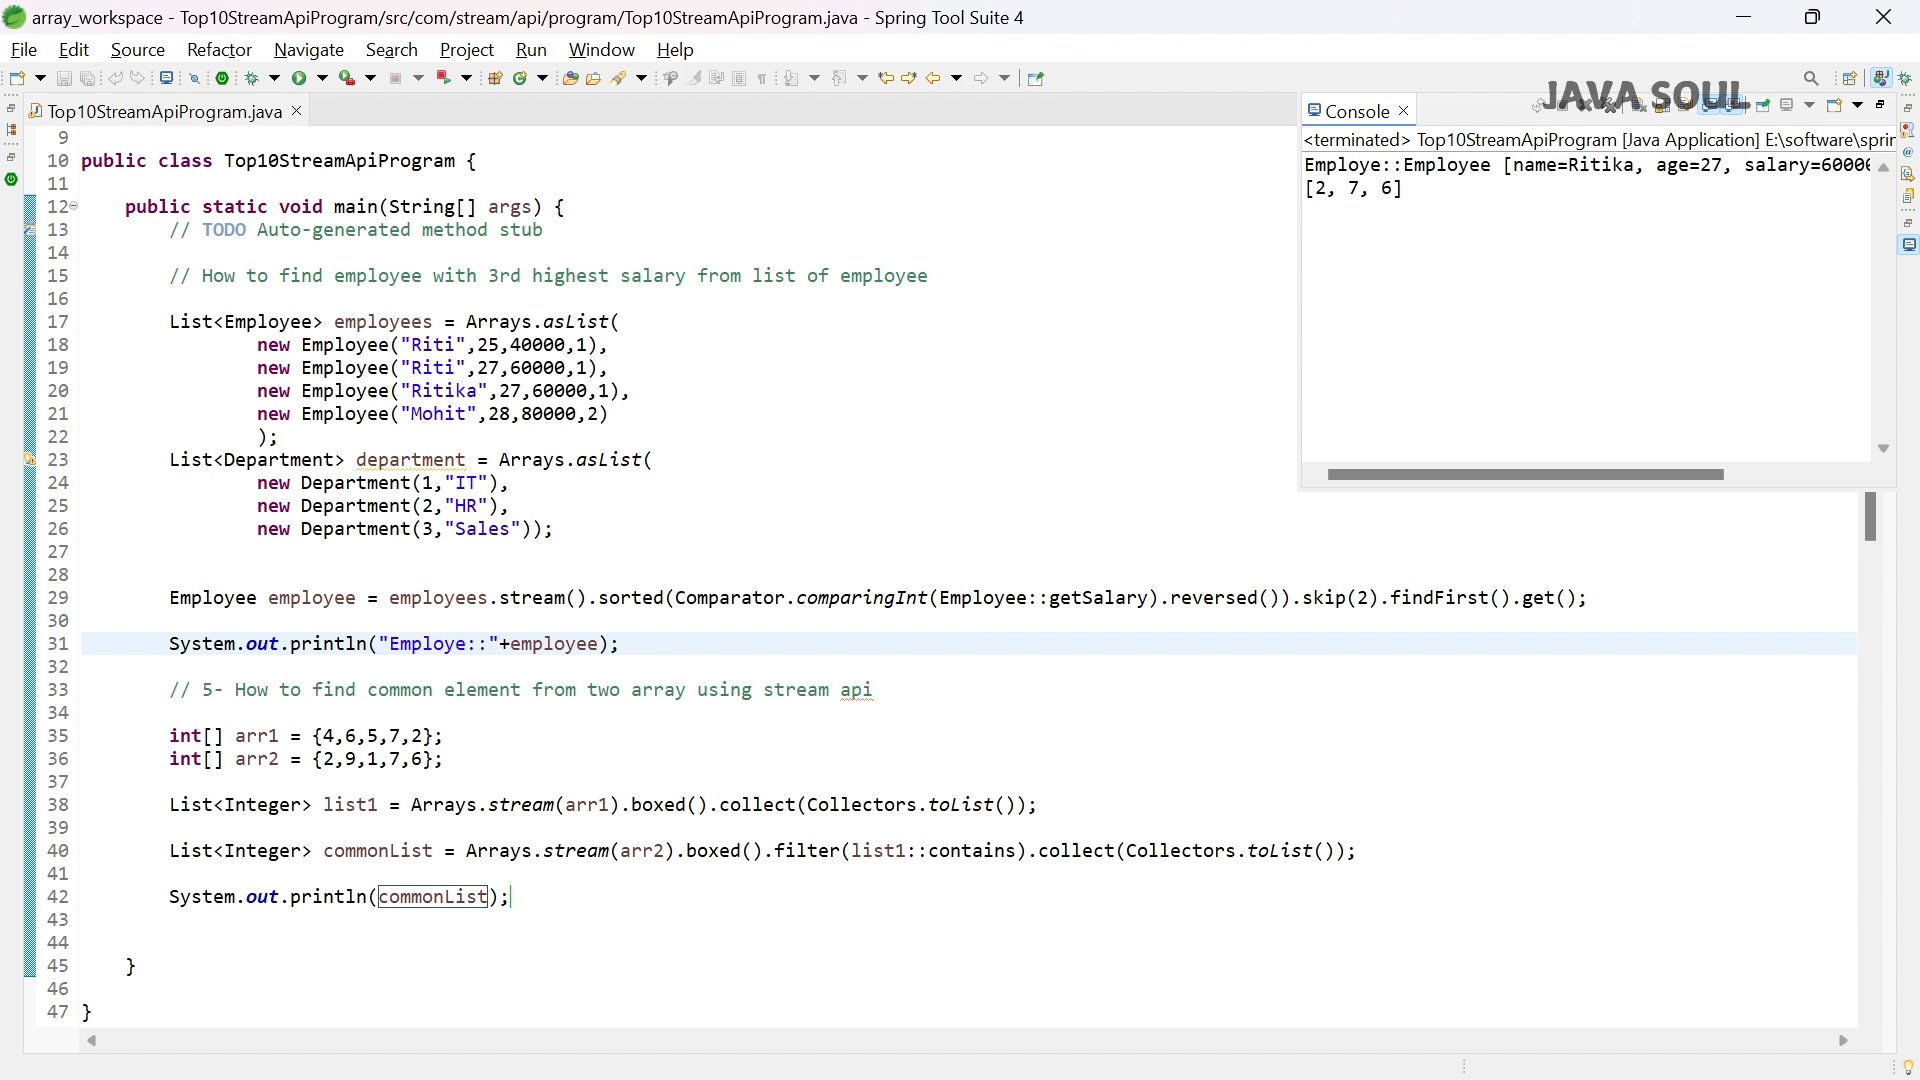 array_workspace - Top10StreamApiProgram/src/com/stream/api/program/Top10StreamApiProgram.java - Spring Tool Suite 4
File Edit Source Refactor Navigate Search Project Run Window Help
JAVA SOUL
Top10StreamApiProgram.java
9
10 public class Top10StreamApiProgram {
11
12 public static void main(String[] args) {
13 // TODO Auto-generated method stub
14
15 // How to find employee with 3rd highest salary from list of employee
16
17 List<Employee> employees = Arrays.asList(
18 new Employee("Riti",25,40000,1),
19 new Employee("Riti",27,60000,1),
20 new Employee("Ritika",27,60000,1),
21 new Employee("Mohit",28,80000,2)
22 );
23 List<Department> department = Arrays.asList(
24 new Department(1,"IT"),
25 new Department(2,"HR"),
26 new Department(3,"Sales"));
27
28
29 Employee employee = employees.stream().sorted(Comparator.comparingInt(Employee::getSalary).reversed()).skip(2).findFirst().get();
30
31 System.out.println("Employe::"+employee);
32
33 // 5- How to find common element from two array using stream api
34
35 int[] arr1 = {4,6,5,7,2};
36 int[] arr2 = {2,9,1,7,6};
37
38 List<Integer> list1 = Arrays.stream(arr1).boxed().collect(Collectors.toList());
39
40 List<Integer> commonList = Arrays.stream(arr2).boxed().filter(list1::contains).collect(Collectors.toList());
41
42 System.out.println(commonList);
43
44
45 }
46
47 }
Console
<terminated> Top10StreamApiProgram [Java Application] E:\software\sprin
Employe::Employee [name=Ritika, age=27, salary=60000
[2, 7, 6]